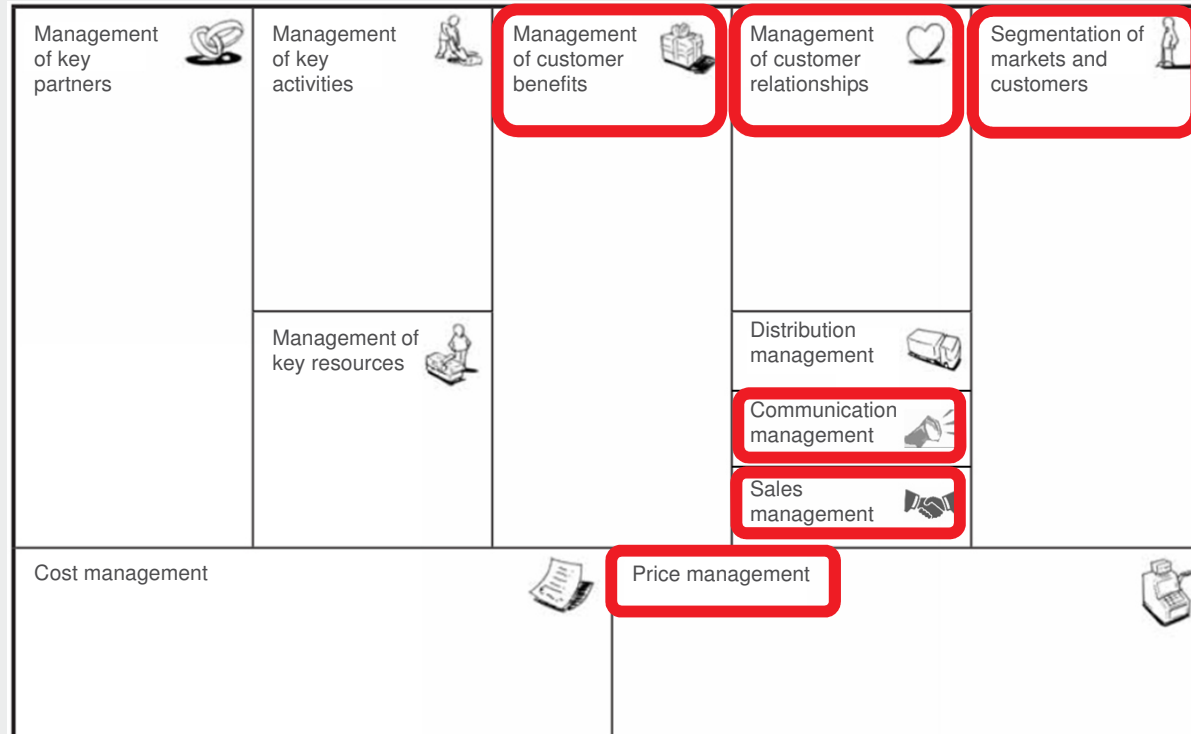 Management
of key
partners
Management
of key
activities
Management
of customer
benefits
Management
of customer
relationships
Segmentation of
markets and
customers
Management of
key resources
Distribution
management
Communication
management
Sales
management
Cost management
Price management